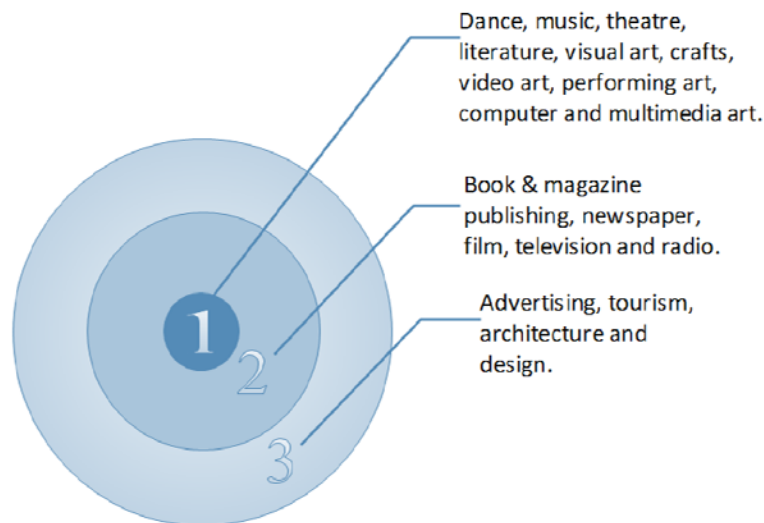 Dance, music, theatre,
literature, visual art, crafts,
video art, performing art,
computer and multimedia art.
Book & magazine
publishing, newspaper,
film, television and radio.
Advertising, tourism,
architecture and
design.
1
2
3